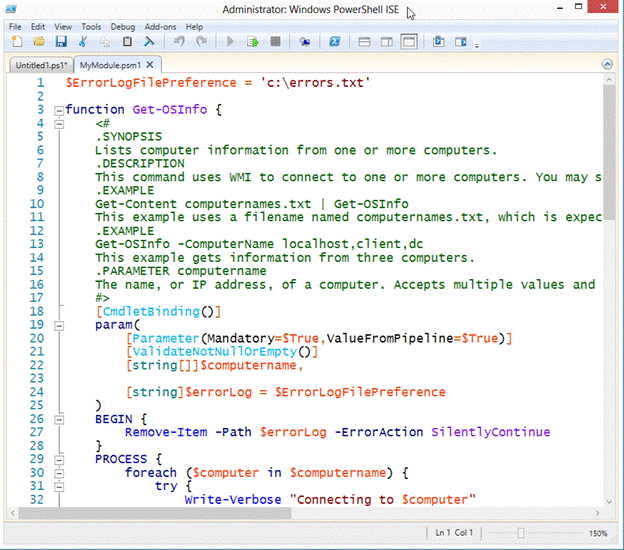 Administrator: Windows PowerShell ISE
File Edit View Tools Debug Add-ons Help
Untitled1.ps1* MyModule.psm1 X
1 $ErrorLogFilePreference = 'c:\errors.txt'
2
3 function Get-OSInfo {
4 <#
5 .SYNOPSIS
6 Lists computer information from one or more computers.
7 .DESCRIPTION
8 This command uses WMI to connect to one or more computers. You may s
9 .EXAMPLE
10 Get-Content computernames.txt | Get-OSInfo
11 This example uses a filename named computernames.txt, which is expec
12 .EXAMPLE
13 Get-OSInfo -ComputerName localhost,client,dc
14 This example gets information from three computers.
15 .PARAMETER computername
16 The name, or IP address, of a computer. Accepts multiple values and
17 #>
18 [CmdletBinding()]
19 param(
20 [Parameter(Mandatory=$True,ValueFromPipeline=$True)]
21 [ValidateNotNullOrEmpty()]
22 [string[]]$computername,
23
24 [string]$errorLog = $ErrorLogFilePreference
25 )
26 BEGIN {
27 Remove-Item -Path $errorLog -ErrorAction SilentlyContinue
28 }
29 PROCESS {
30 foreach ($computer in $computername) {
31 try {
32 Write-Verbose "Connecting to $computer"
Ln 1 Col 1 150%